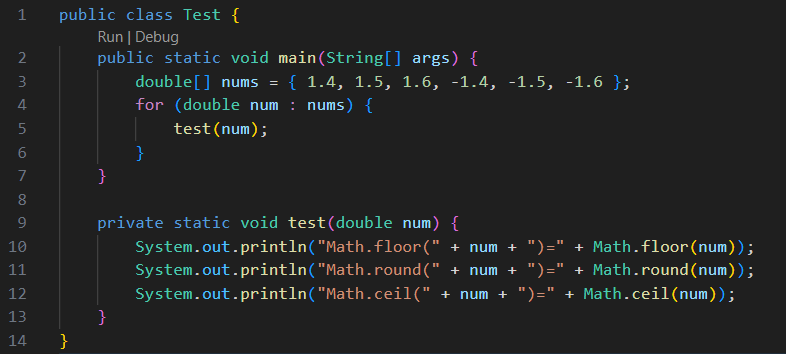 1 public class Test {
Run | Debug
2 public static void main(String[] args) {
3 double[] nums = { 1.4, 1.5, 1.6, -1.4, -1.5, -1.6 };
4 for (double num : nums) {
5 test(num);
6 }
7 }
8
9 private static void test(double num) {
10 System.out.println("Math.floor(" + num + ")=" + Math.floor(num));
11 System.out.println("Math.round(" + num + ")=" + Math.round(num));
12 System.out.println("Math.ceil(" + num + ")=" + Math.ceil(num));
13 }
14 }